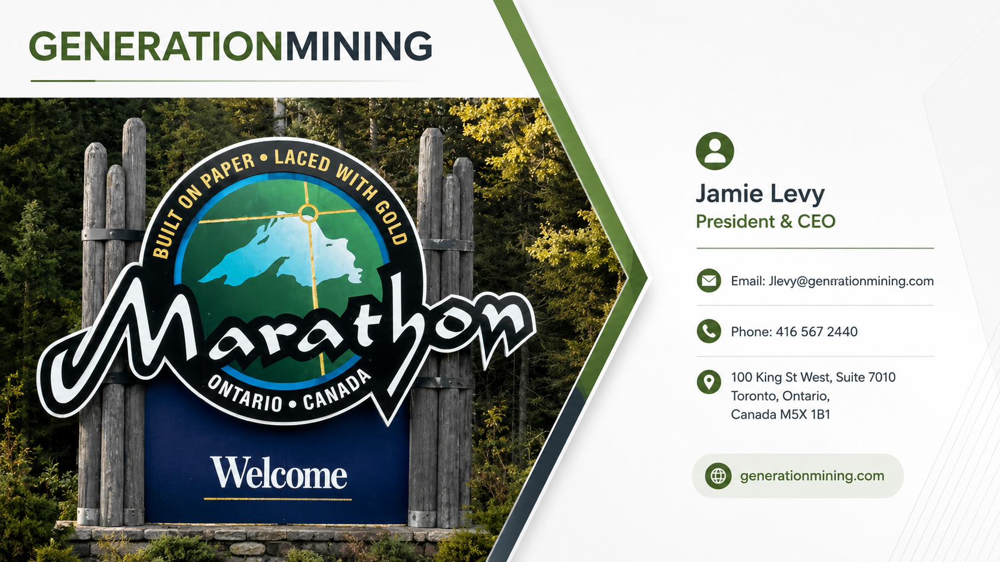 GENERATIONMINING
BUILT ON PAPER • LACED WITH GOLD
Marathon
ONTARIO • CANADA
Welcome
Jamie Levy
President & CEO
Email: Jlevy@genrrationmining.com
Phone: 416 567 2440
100 King St West, Suite 7010
Toronto, Ontario,
Canada M5X 1B1
generationmining.com